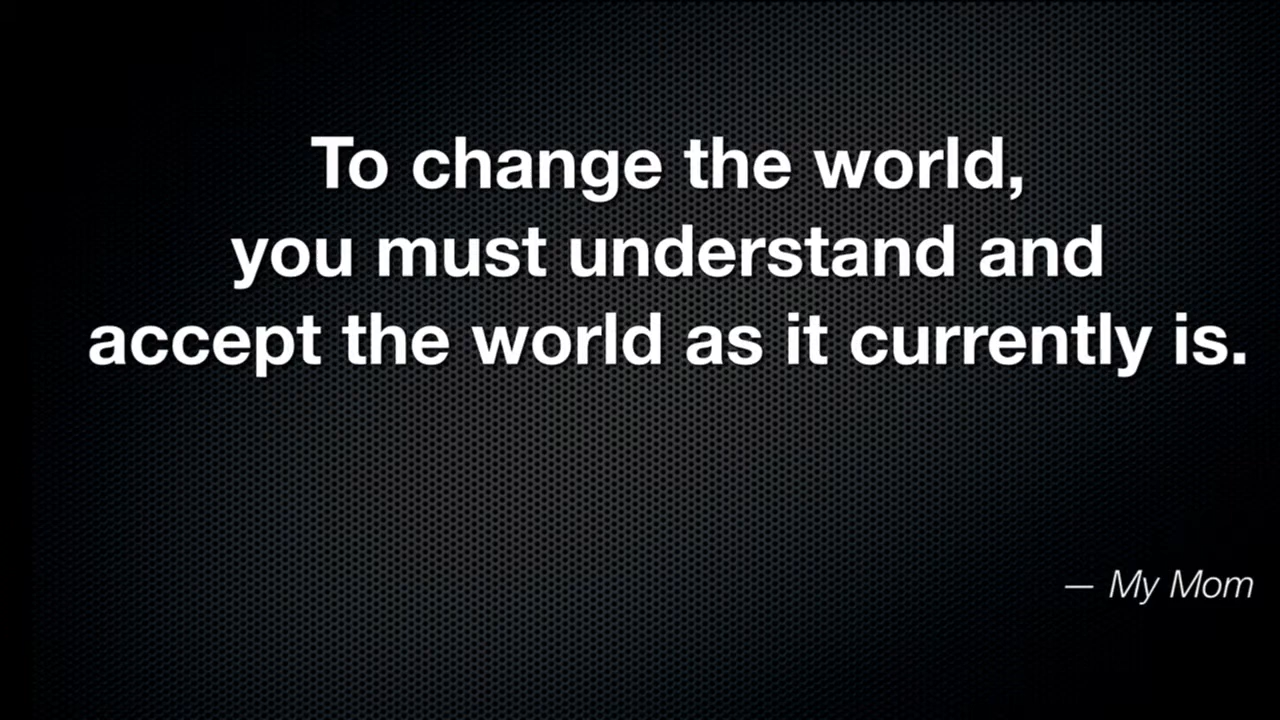 To change the world,
you must understand and
accept the world as it currently is.
— My Mom